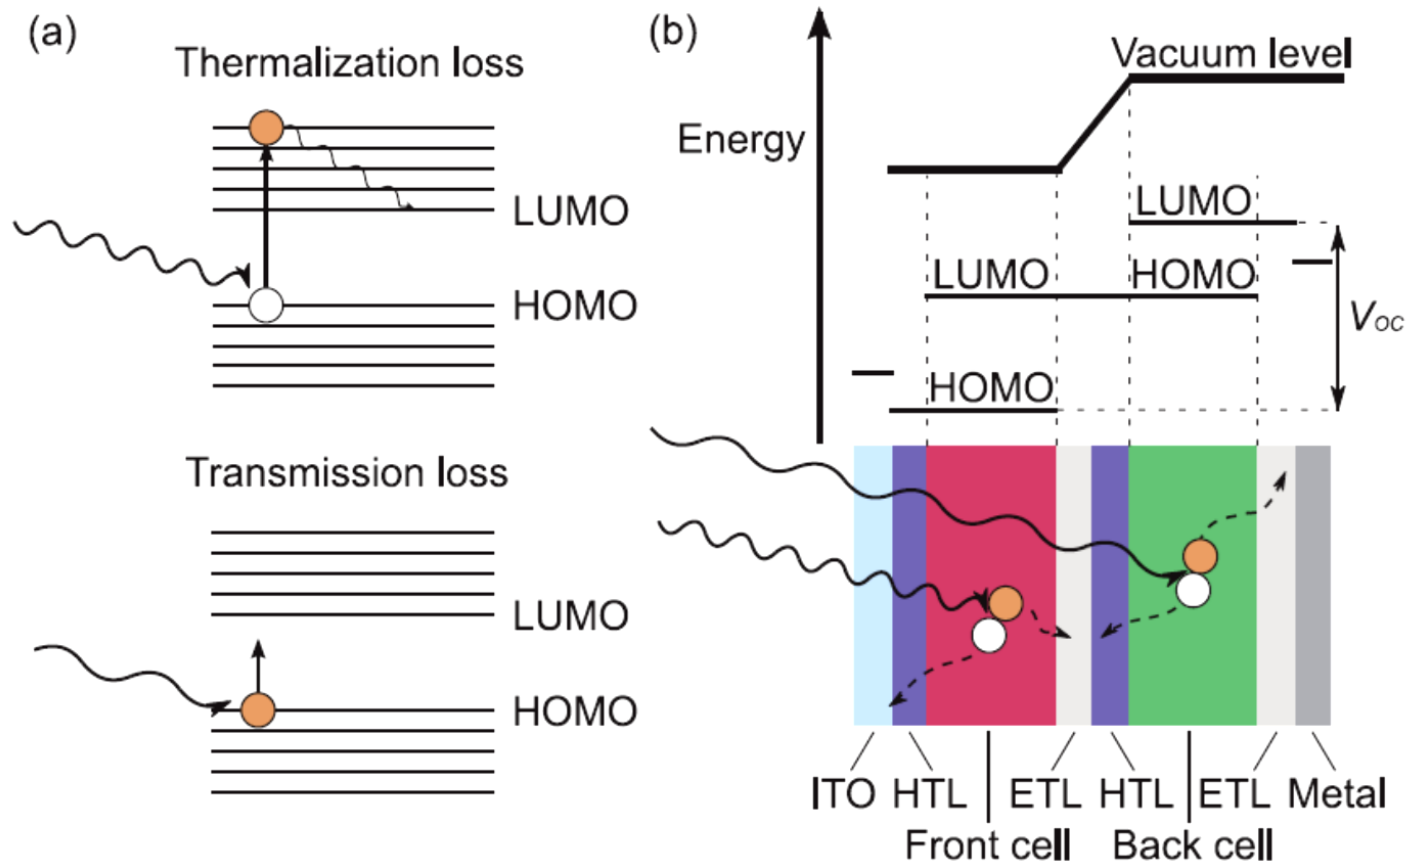 (a)
Thermalization loss
LUMO
HOMO
Transmission loss
LUMO
HOMO
(b)
Energy
Vacuum level
LUMO
LUMO HOMO
HOMO
Voc
ITO HTL ETL HTL ETL Metal
Front cell Back cell